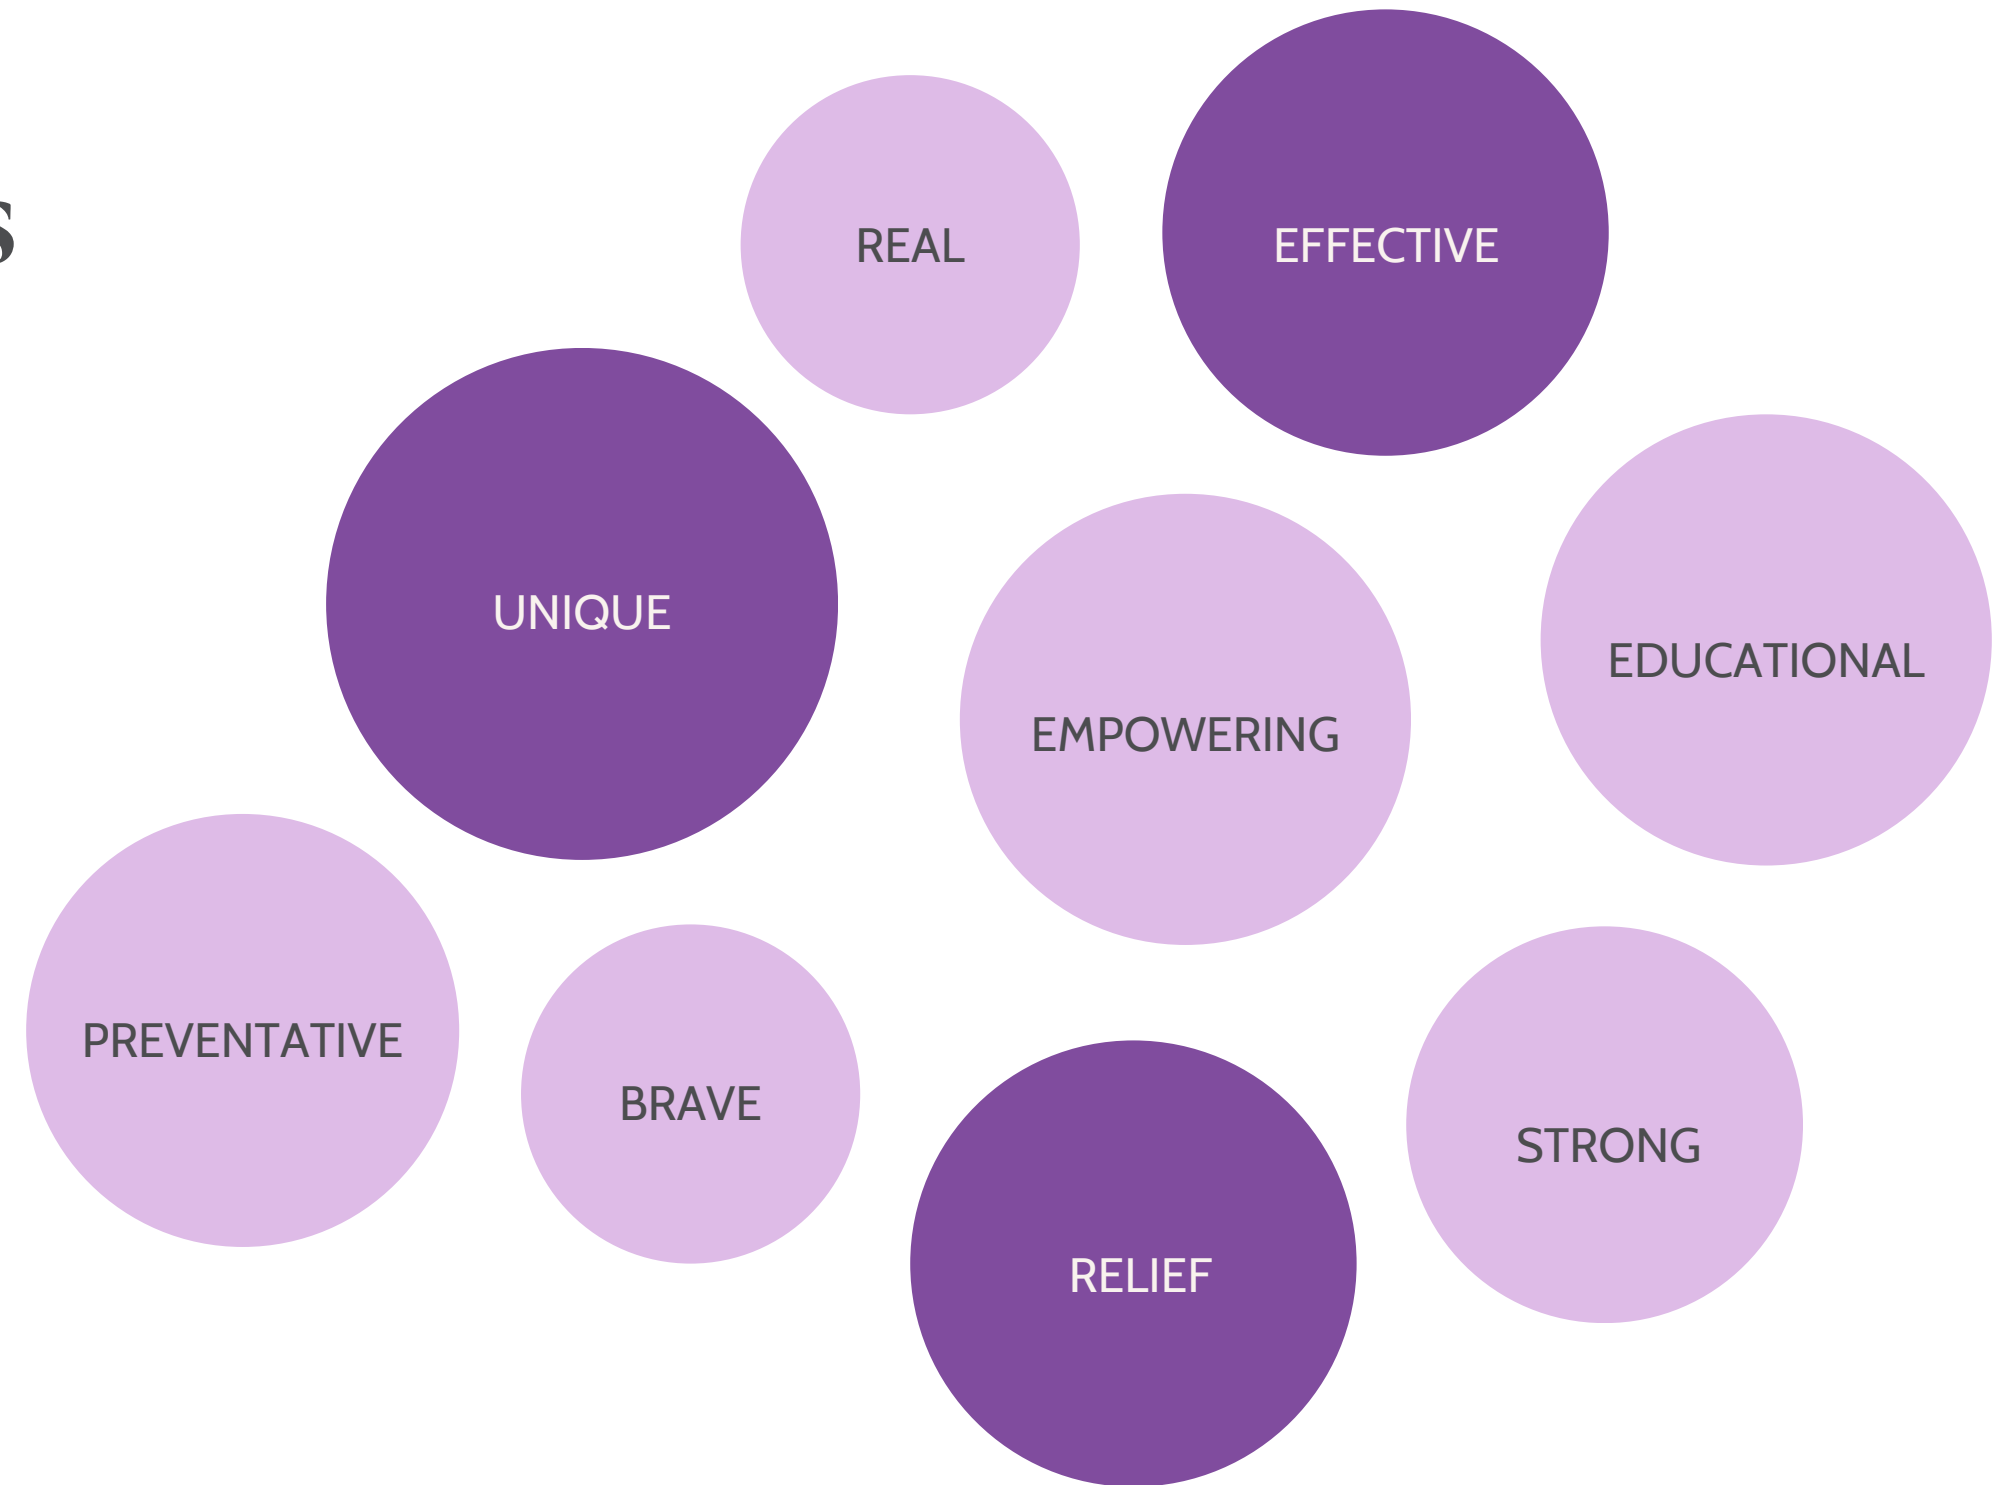 s
REAL
EFFECTIVE
UNIQUE
EDUCATIONAL
EMPOWERING
PREVENTATIVE
BRAVE
STRONG
RELIEF